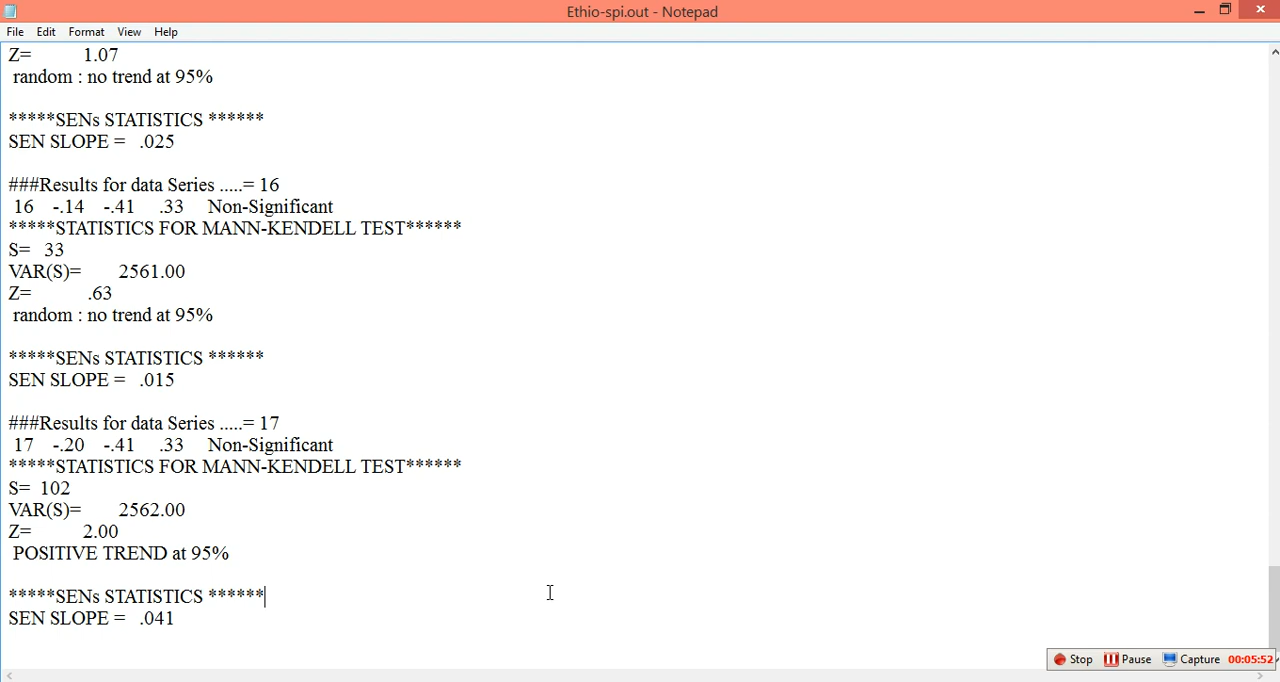 Ethio-spi.out - Notepad
File Edit Format View Help
Z= 1.07
random : no trend at 95%
*****SENs STATISTICS ******
SEN SLOPE = .025
###Results for data Series .....= 16
16 -.14 -.41 .33 Non-Significant
*****STATISTICS FOR MANN-KENDELL TEST******
S= 33
VAR(S)= 2561.00
Z= .63
random : no trend at 95%
*****SENs STATISTICS ******
SEN SLOPE = .015
###Results for data Series .....= 17
17 -.20 -.41 .33 Non-Significant
*****STATISTICS FOR MANN-KENDELL TEST******
S= 102
VAR(S)= 2562.00
Z= 2.00
POSITIVE TREND at 95%
*****SENs STATISTICS ******
SEN SLOPE = .041
Stop Pause Capture 00:05:52